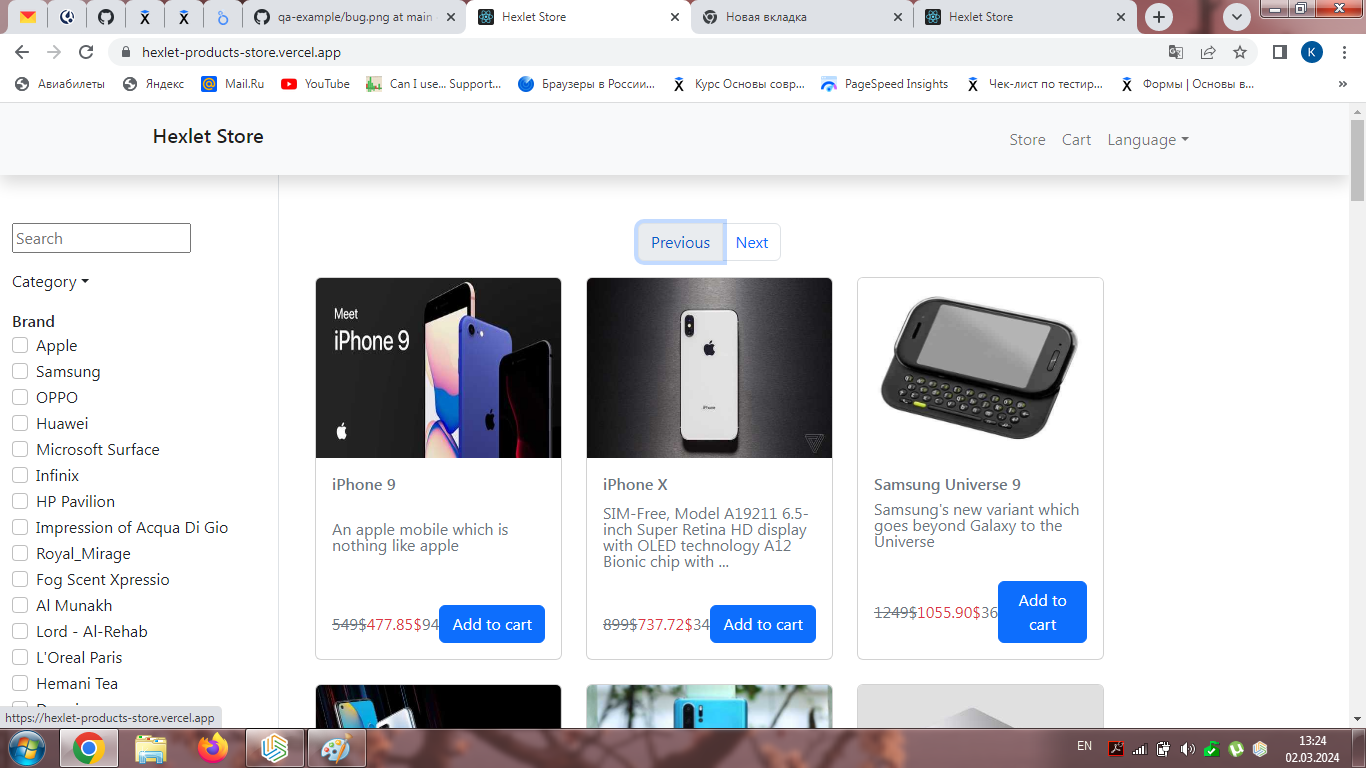 qa-example/bug.png at main
Hexlet Store
Новая вкладка
Hexlet Store
hexlet-products-store.vercel.app
K
Авиабилеты
Яндекс
Mail.Ru
YouTube
Can I use... Support...
Браузеры в России...
Курс Основы совр...
PageSpeed Insights
Чек-лист по тестир...
Формы | Основы в...
»
Hexlet Store
Store
Cart
Language
Search
Category
Brand
Apple
Samsung
OPPO
Huawei
Microsoft Surface
Infinix
HP Pavilion
Impression of Acqua Di Gio
Royal_Mirage
Fog Scent Xpressio
Al Munakh
Lord - Al-Rehab
L'Oreal Paris
Hemani Tea
Previous
Next
Meet
iPhone 9
iPhone 9
An apple mobile which is
nothing like apple
549$477.85$94
Add to cart
iPhone
iPhone X
SIM-Free, Model A19211 6.5-
inch Super Retina HD display
with OLED technology A12
Bionic chip with ...
899$737.72$34
Add to cart
Samsung Universe 9
Samsung's new variant which
goes beyond Galaxy to the
Universe
1249$1055.90$36
Add to
cart
https://hexlet-products-store.vercel.app
EN
13:24
02.03.2024